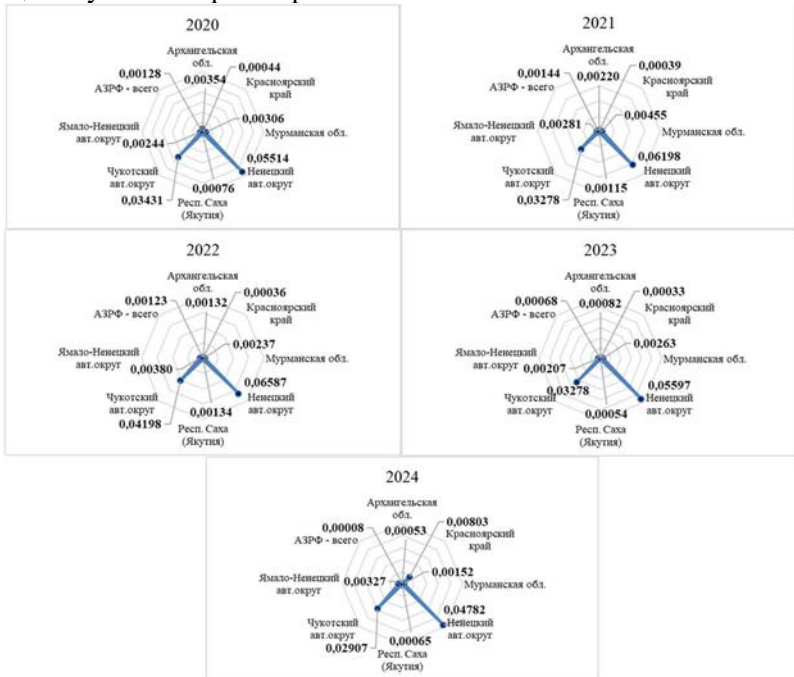 2020
Архангельская
обл.
0,00354
0,00044
Красноярский
край
0,00306
Мурманская обл.
0,05514
Ненецкий
авт.округ
0,00076
Респ. Саха
(Якутия)
Чукотский
авт.округ
0,03431
Ямало-Ненецкий
авт.округ
0,00244
0,00128
АЗРФ - всего
2021
Архангельская
обл.
0,00220
0,00039
Красноярский
край
0,00455
Мурманская обл.
0,06198
Ненецкий
авт.округ
0,00115
Респ. Саха
(Якутия)
Чукотский
авт.округ
0,03278
Ямало-Ненецкий
авт.округ
0,00281
0,00144
АЗРФ - всего
2022
Архангельская
обл.
0,00132
0,00036
Красноярский
край
0,00237
Мурманская обл.
0,06587
Ненецкий
авт.округ
0,00134
Респ. Саха
(Якутия)
Чукотский
авт.округ
0,04198
Ямало-Ненецкий
авт.округ
0,00380
0,00123
АЗРФ - всего
2023
Архангельская
обл.
0,00082
0,00033
Красноярский
край
0,00263
Мурманская обл.
0,05597
Ненецкий
авт.округ
0,00054
Респ. Саха
(Якутия)
Чукотский
авт.округ
0,03278
Ямало-Ненецкий
авт.округ
0,00207
0,00068
АЗРФ - всего
2024
Архангельская
обл.
0,00053
0,00803
Красноярский
край
0,00152
Мурманская обл.
0,04782
Ненецкий
авт.округ
0,00065
Респ. Саха
(Якутия)
Чукотский
авт.округ
0,02907
Ямало-Ненецкий
авт.округ
0,00327
0,00008
АЗРФ - всего